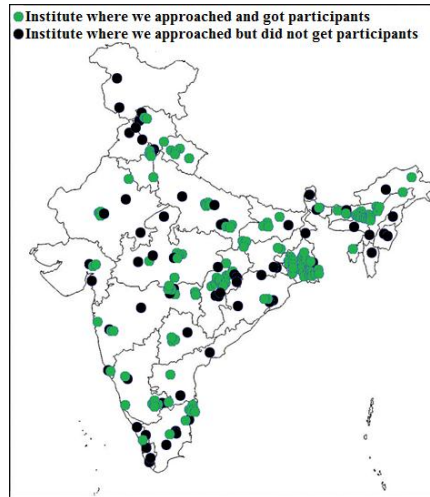 Institute where we approached and got participants
Institute where we approached but did not get participants